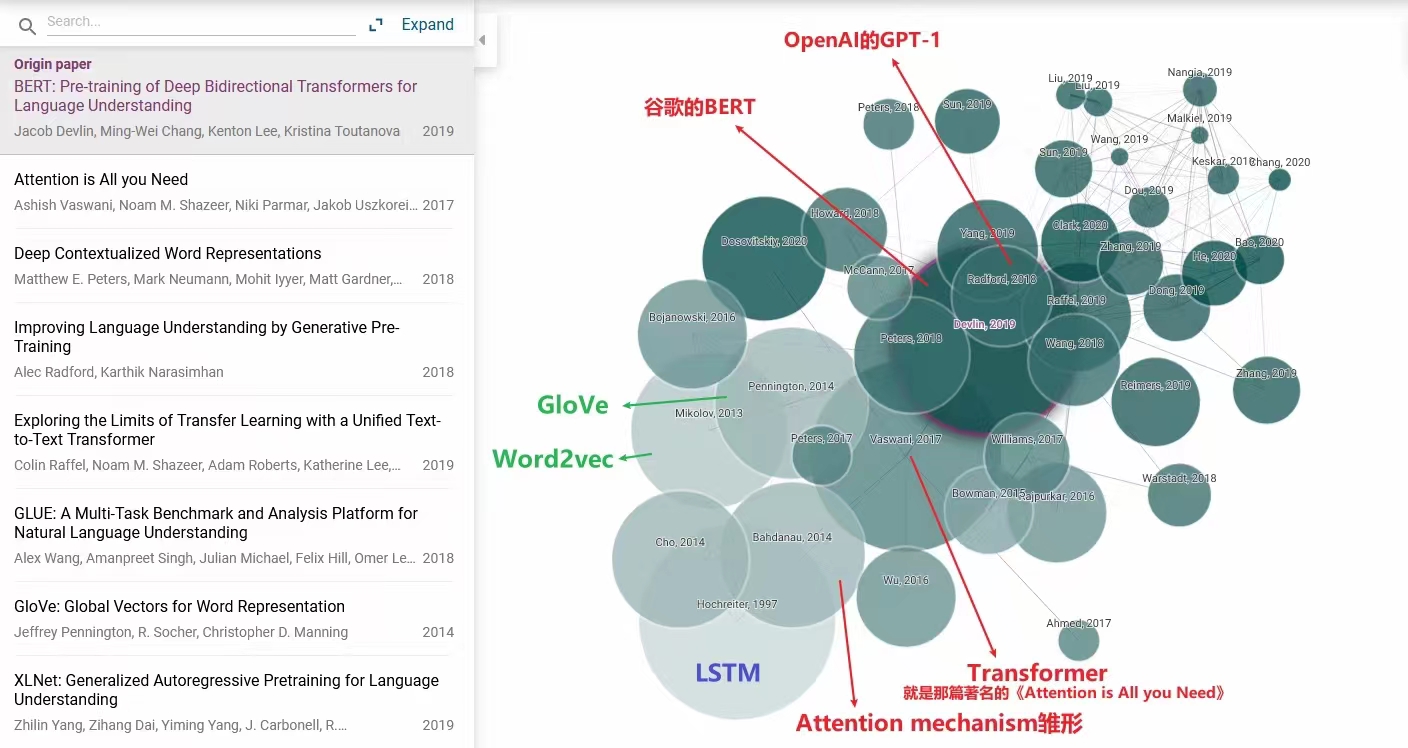 Search...
Expand
Origin paper
BERT: Pre-training of Deep Bidirectional Transformers for
Language Understanding
Jacob Devlin, Ming-Wei Chang, Kenton Lee, Kristina Toutanova 2019
Attention is All you Need
Ashish Vaswani, Noam M. Shazeer, Niki Parmar, Jakob Uszkorei... 2017
Deep Contextualized Word Representations
Matthew E. Peters, Mark Neumann, Mohit Iyyer, Matt Gardner,... 2018
Improving Language Understanding by Generative Pre-
Training
Alec Radford, Karthik Narasimhan 2018
Exploring the Limits of Transfer Learning with a Unified Text-
to-Text Transformer
Colin Raffel, Noam M. Shazeer, Adam Roberts, Katherine Lee,... 2019
GLUE: A Multi-Task Benchmark and Analysis Platform for
Natural Language Understanding
Alex Wang, Amanpreet Singh, Julian Michael, Felix Hill, Omer Le... 2018
GloVe: Global Vectors for Word Representation
Jeffrey Pennington, R. Socher, Christopher D. Manning 2014
XLNet: Generalized Autoregressive Pretraining for Language
Understanding
Zhilin Yang, Zihang Dai, Yiming Yang, J. Carbonell, R.... 2019
OpenAI的GPT-1
谷歌的BERT
Peters, 2018
Sun, 2019
Liu, 2019
Liu, 2019
Nangia, 2019
Malkiel, 2019
Wang, 2019
Sun, 2019
Keskar, 2019
Chang, 2020
Dou, 2019
Howard, 2018
Dosovitskiy, 2020
Yang, 2019
Clark, 2020
Zhang, 2019
Bao, 2020
He, 2020
McCann, 2017
Radford, 2018
Raffel, 2019
Dong, 2019
Bojanowski, 2016
Devlin, 2019
Peters, 2018
Wang, 2018
Zhang, 2019
Reimers, 2019
Pennington, 2014
GloVe
Mikolov, 2013
Peters, 2017
Vaswani, 2017
Williams, 2017
Word2vec
Warstadt, 2018
Bowman, 2015
Rajpurkar, 2016
Cho, 2014
Bahdanau, 2014
Wu, 2016
Hochreiter, 1997
Ahmed, 2017
LSTM
Transformer
就是那篇著名的《Attention is All you Need》
Attention mechanism雏形